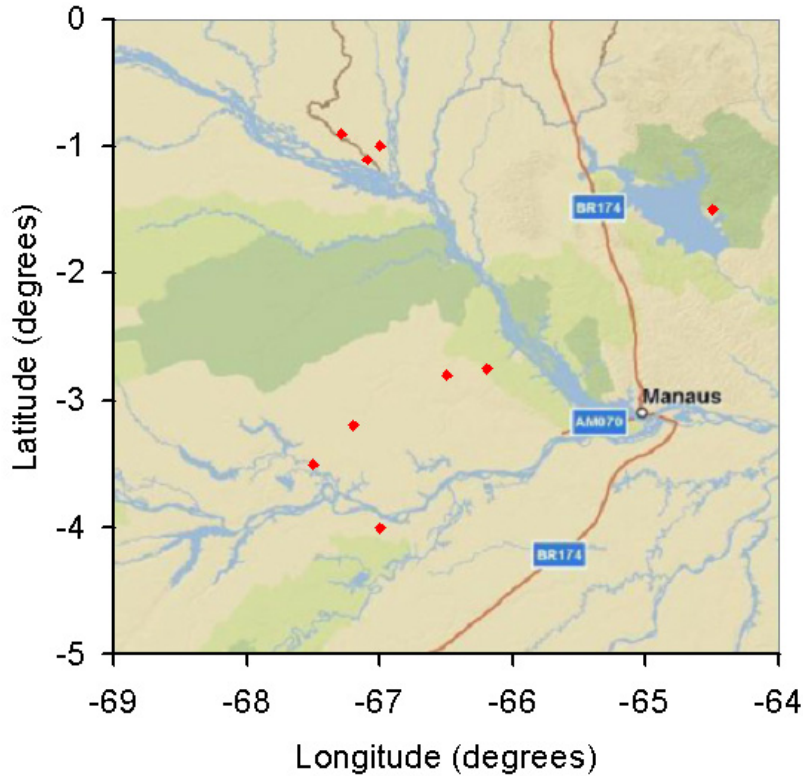 0
-1
-2
-3
-4
-5
Latitude (degrees)
BR174
Manaus
AM070
BR174
-69 -68 -67 -66 -65 -64
Longitude (degrees)